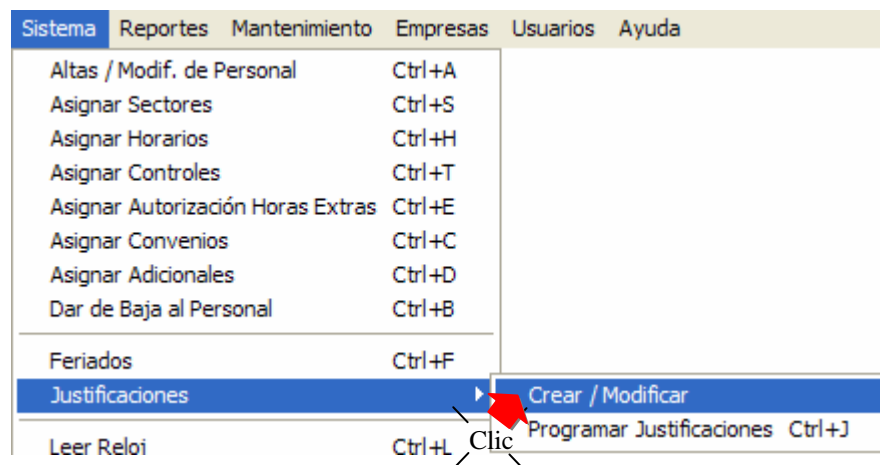 Sistema Reportes Mantenimiento Empresas Usuarios Ayuda
Altas / Modif. de Personal Ctrl+A
Asignar Sectores Ctrl+S
Asignar Horarios Ctrl+H
Asignar Controles Ctrl+T
Asignar Autorización Horas Extras Ctrl+E
Asignar Convenios Ctrl+C
Asignar Adicionales Ctrl+D
Dar de Baja al Personal Ctrl+B
Feriados Ctrl+F
Justificaciones
Crear / Modificar
Programar Justificaciones Ctrl+J
Clic
Leer Reloj Ctrl+L